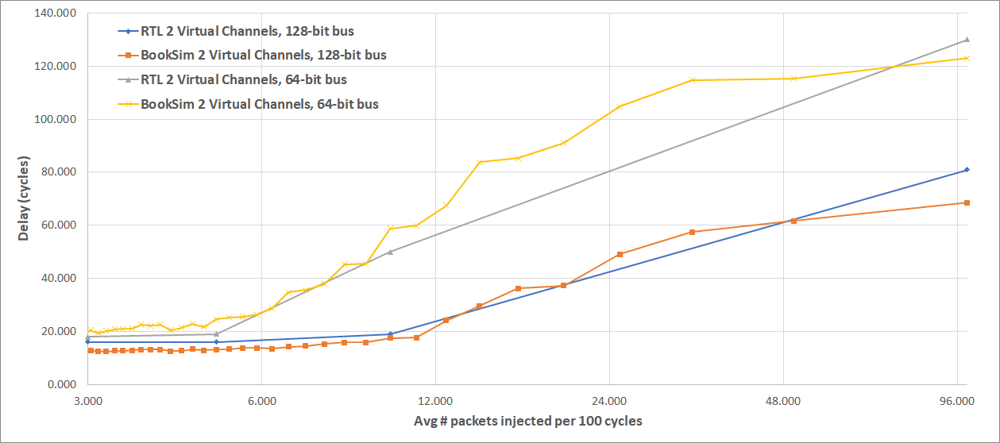 140.000
120.000
100.000
80.000
60.000
40.000
20.000
0.000
Delay (cycles)
RTL 2 Virtual Channels, 128-bit bus
BookSim 2 Virtual Channels, 128-bit bus
RTL 2 Virtual Channels, 64-bit bus
BookSim 2 Virtual Channels, 64-bit bus
3.000 6.000 12.000 24.000 48.000 96.000
Avg # packets injected per 100 cycles